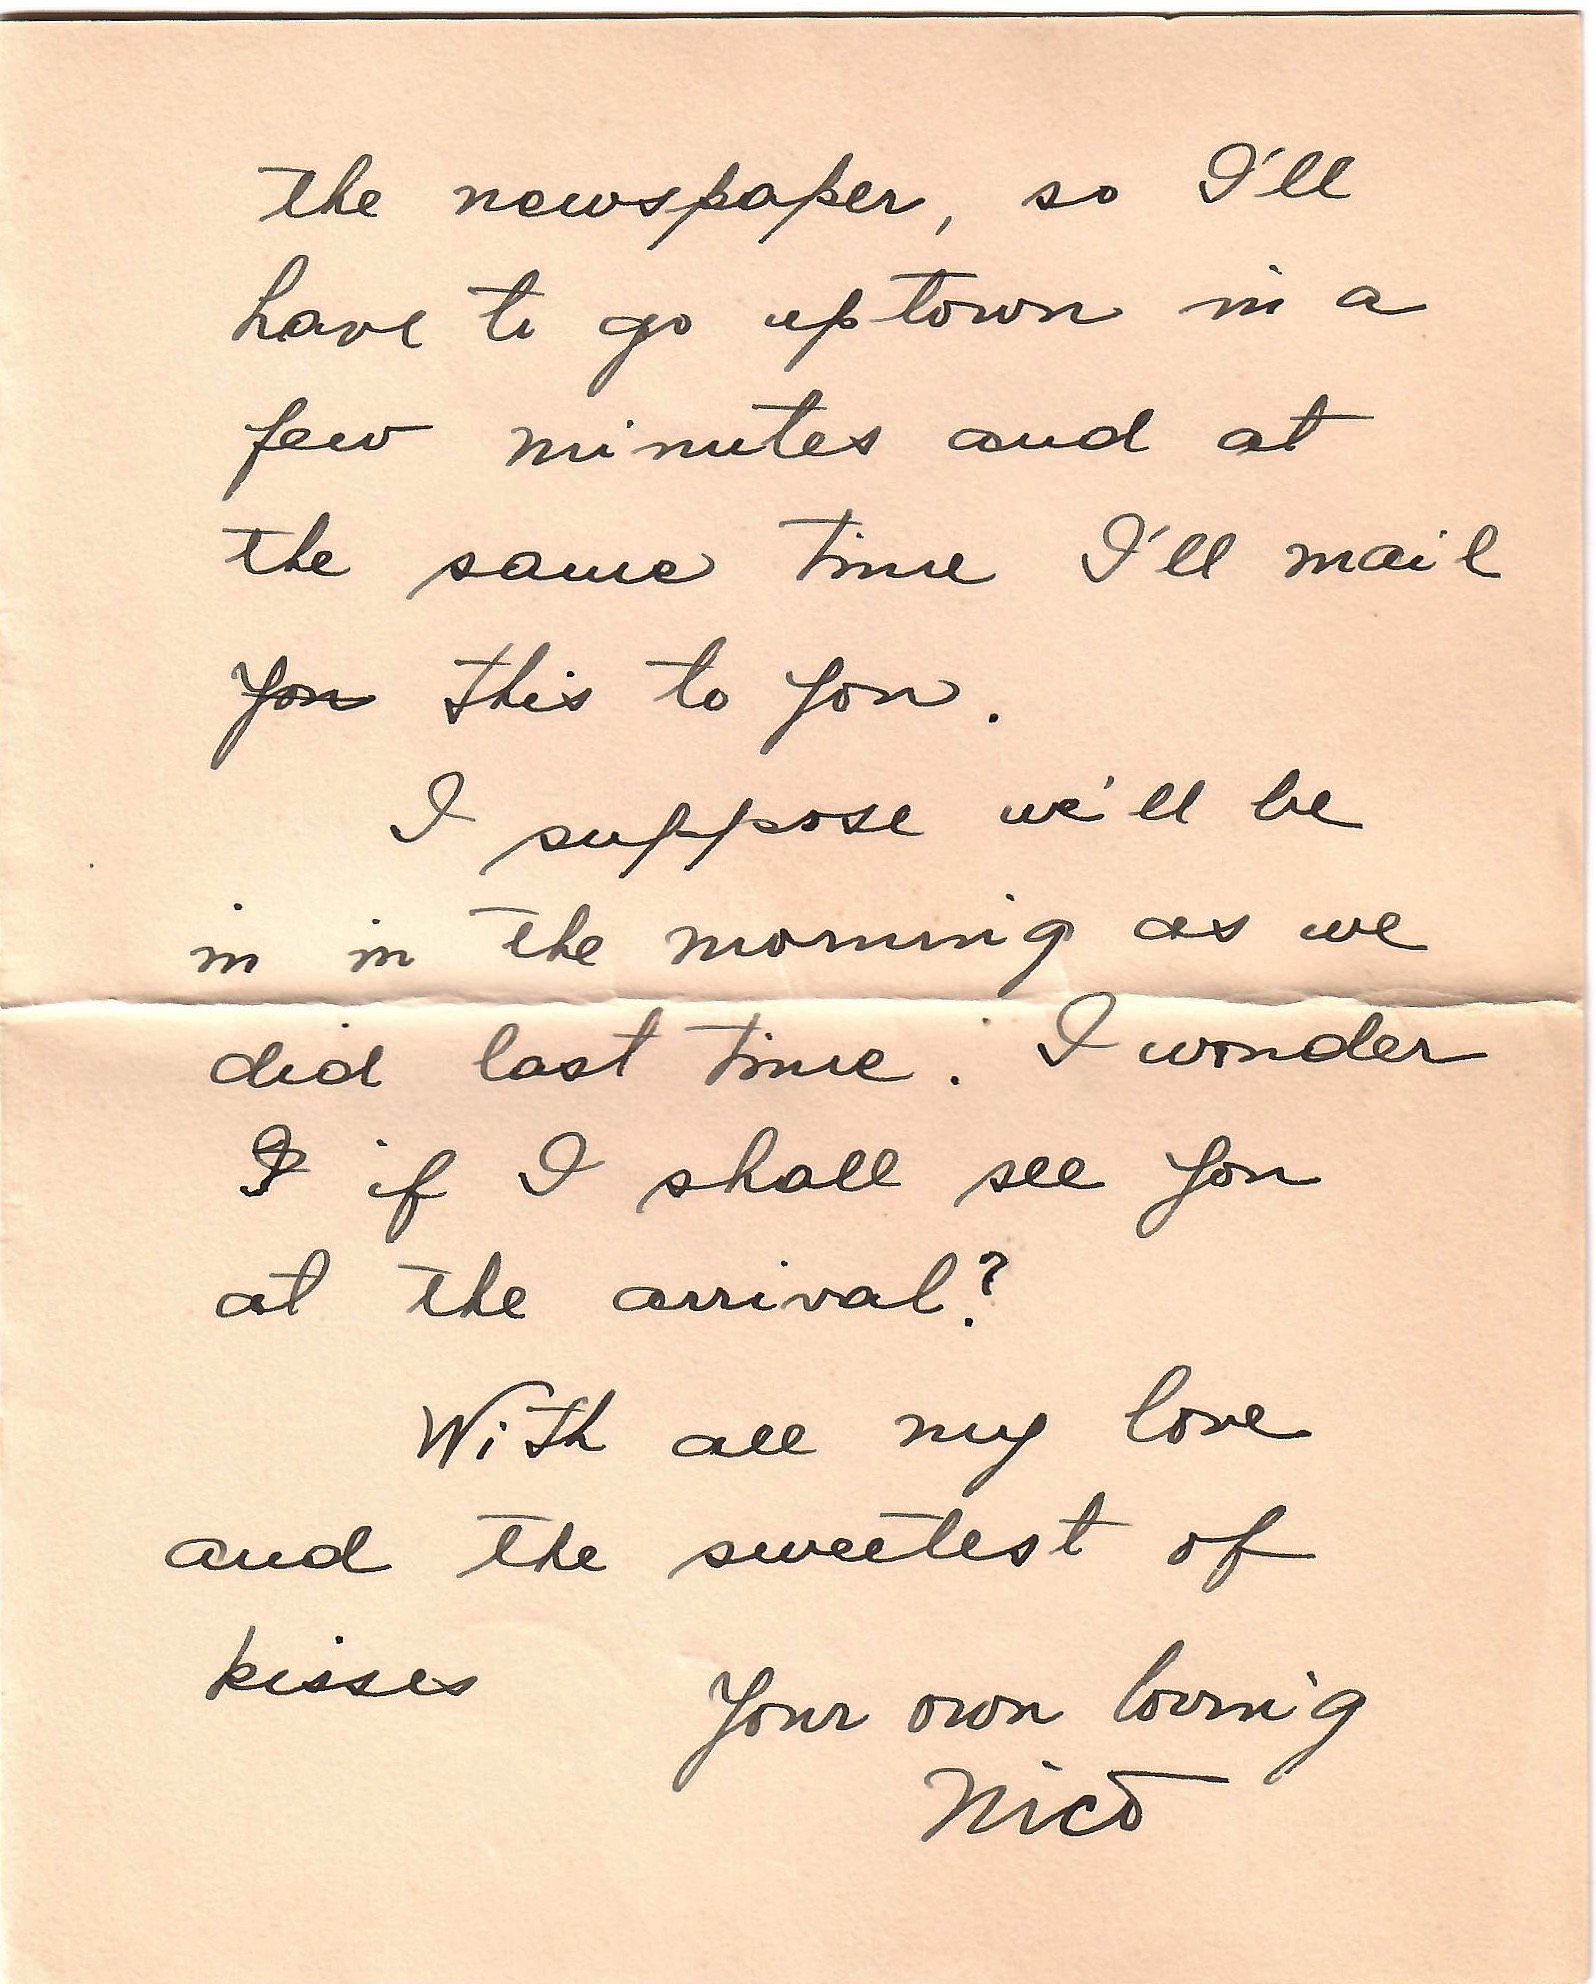 the newspaper, so I'll
have to go uptown in a
few minutes and at
the same time I'll mail
you this to you.
I suppose we'll be
in in the morning as we
did last time. I wonder
I if I shall see you
at the arrival?
With all my love
and the sweetest of
kisses Your own loving
Nico